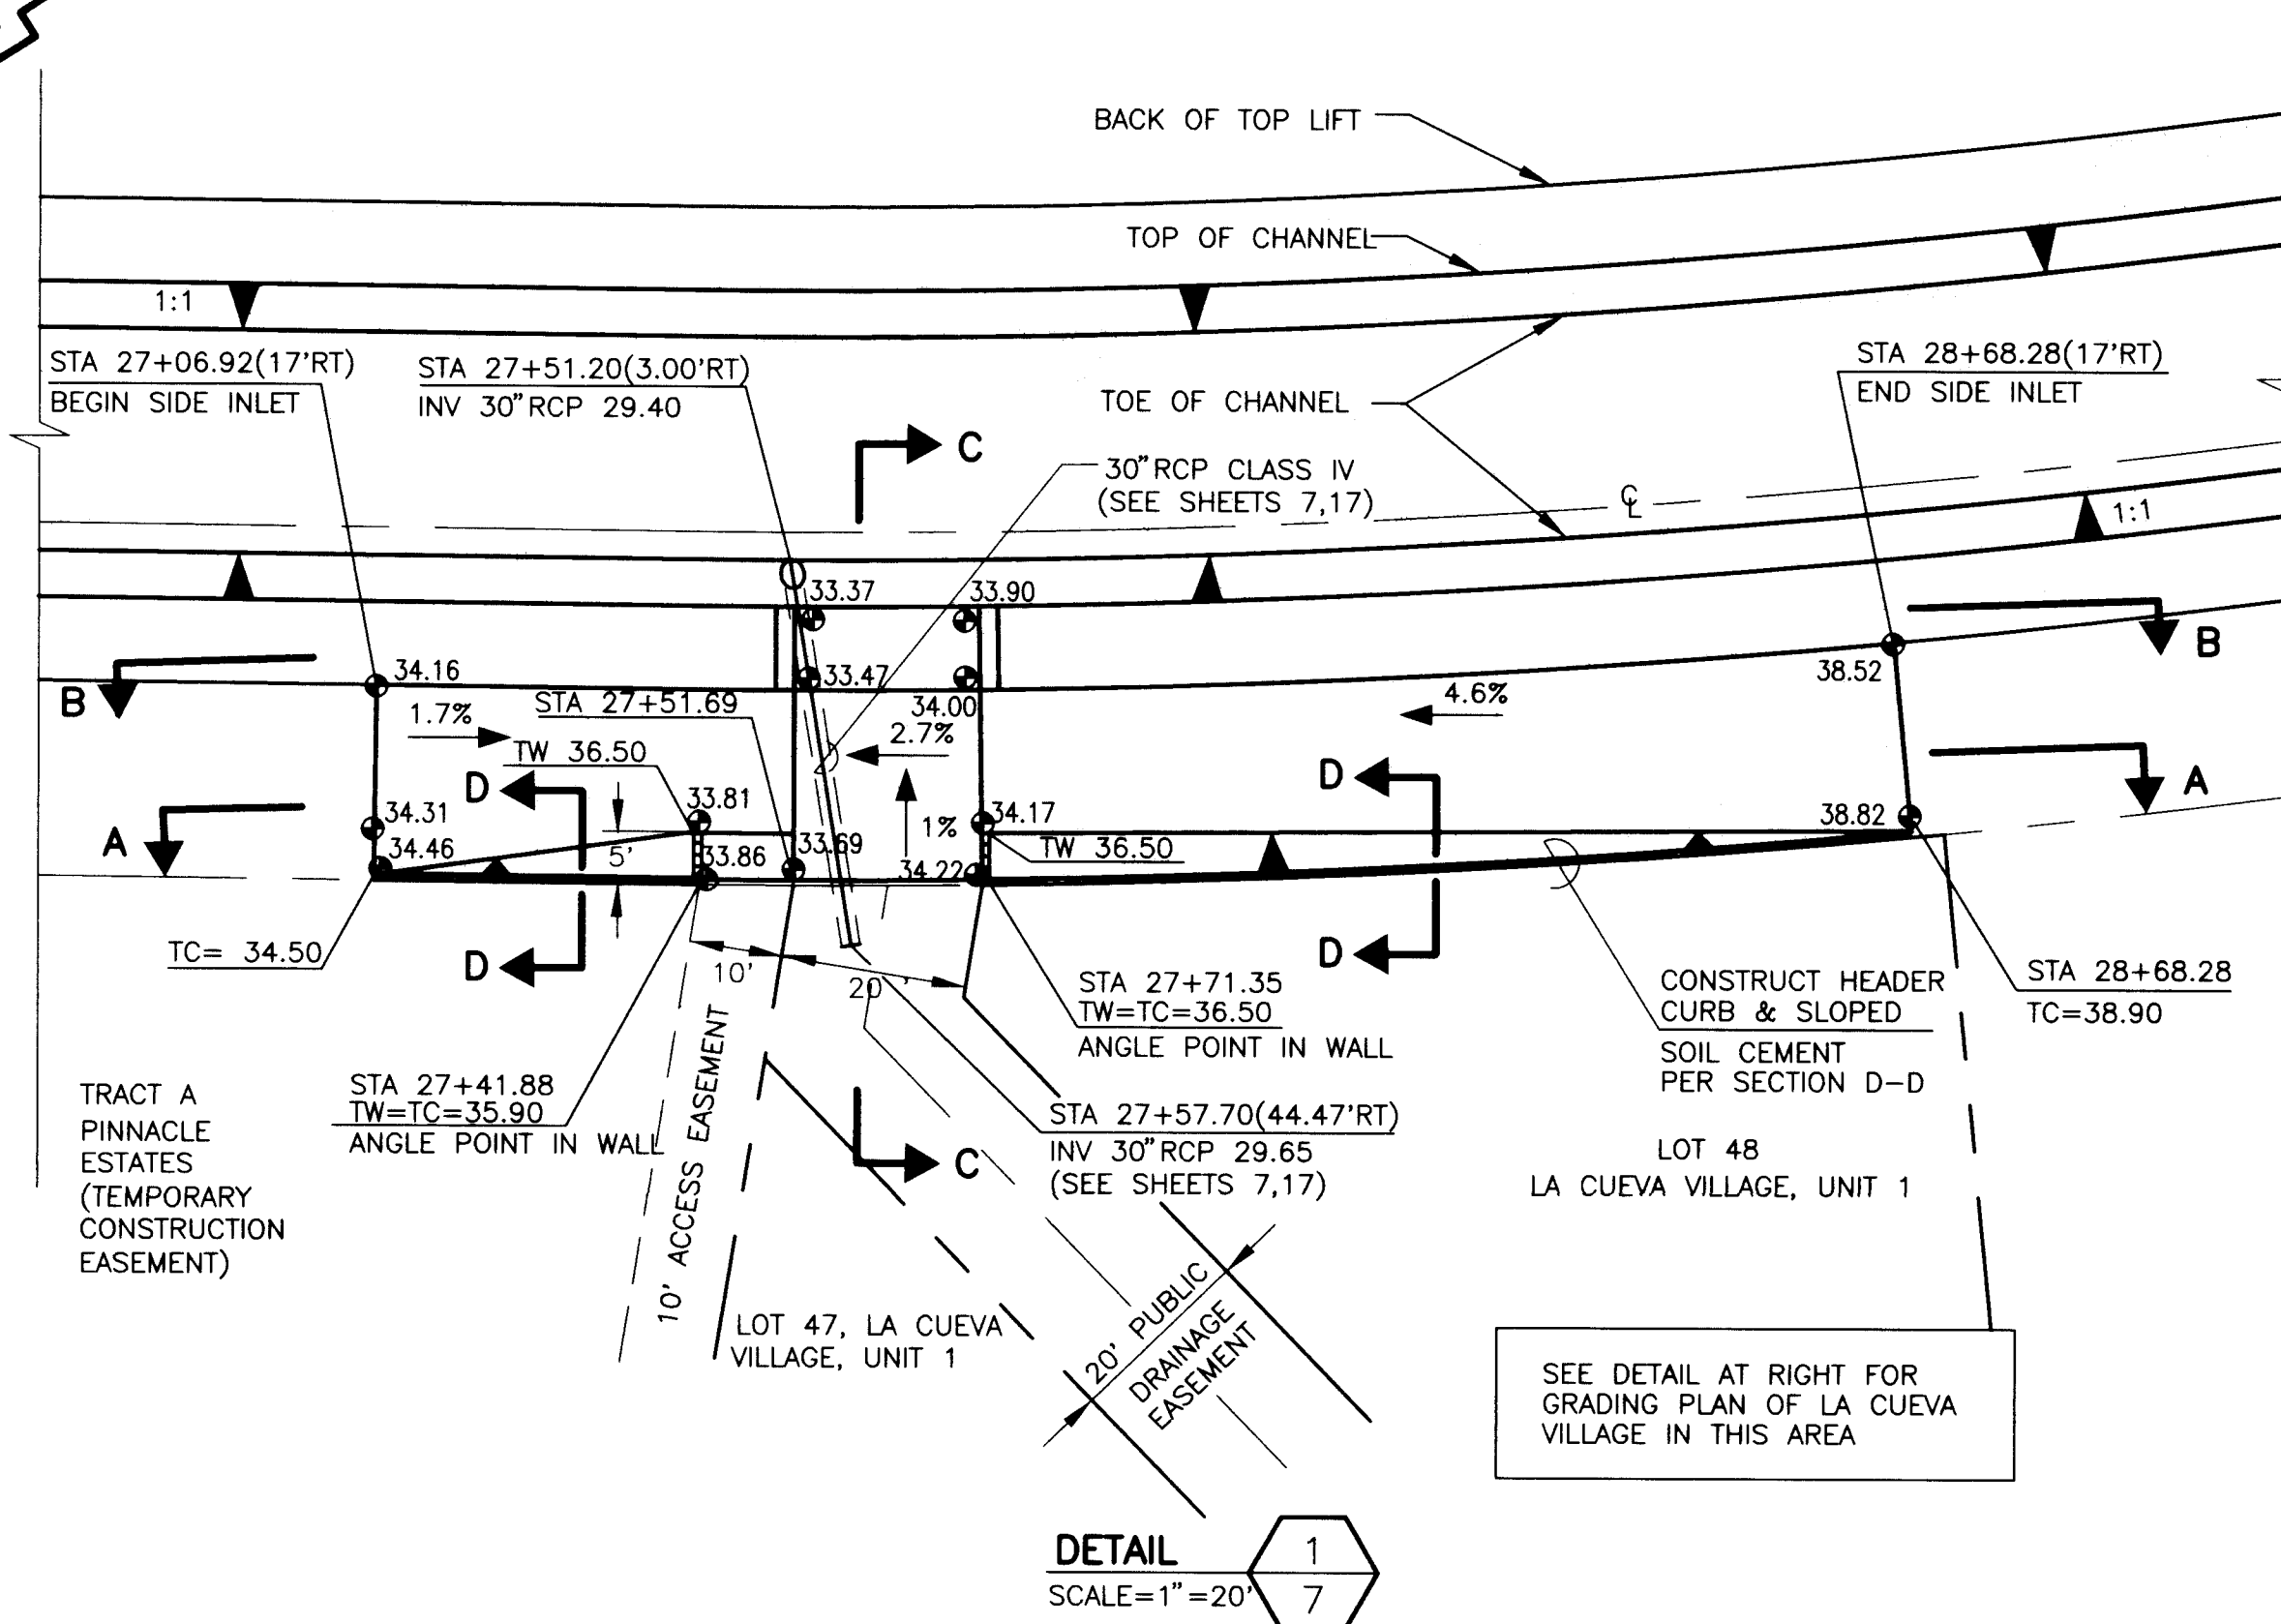 BACK OF TOP LIFT
TOP OF CHANNEL
1:1
STA 27+06.92(17'RT)
BEGIN SIDE INLET
STA 27+51.20(3.00'RT)
INV 30"RCP 29.40
TOE OF CHANNEL
STA 28+68.28(17'RT)
END SIDE INLET
C
30"RCP CLASS IV
(SEE SHEETS 7,17)
℄
1:1
33.37
33.90
B
34.16
33.47
34.00
38.52
B
1.7%
STA 27+51.69
2.7%
4.6%
TW 36.50
D
D
A
33.81
34.31
34.17
38.82
A
1%
34.46
5'
33.86
33.69
34.22
TW 36.50
TC= 34.50
D
10'
20'
D
STA 27+71.35
TW=TC=36.50
ANGLE POINT IN WALL
CONSTRUCT HEADER
CURB & SLOPED
SOIL CEMENT
PER SECTION D-D
STA 28+68.28
TC=38.90
TRACT A
PINNACLE
ESTATES
(TEMPORARY
CONSTRUCTION
EASEMENT)
STA 27+41.88
TW=TC=35.90
ANGLE POINT IN WALL
10' ACCESS EASEMENT
C
STA 27+57.70(44.47'RT)
INV 30"RCP 29.65
(SEE SHEETS 7,17)
LOT 48
LA CUEVA VILLAGE, UNIT 1
LOT 47, LA CUEVA
VILLAGE, UNIT 1
20' PUBLIC
DRAINAGE
EASEMENT
SEE DETAIL AT RIGHT FOR
GRADING PLAN OF LA CUEVA
VILLAGE IN THIS AREA
DETAIL
1
SCALE=1"=20'
7